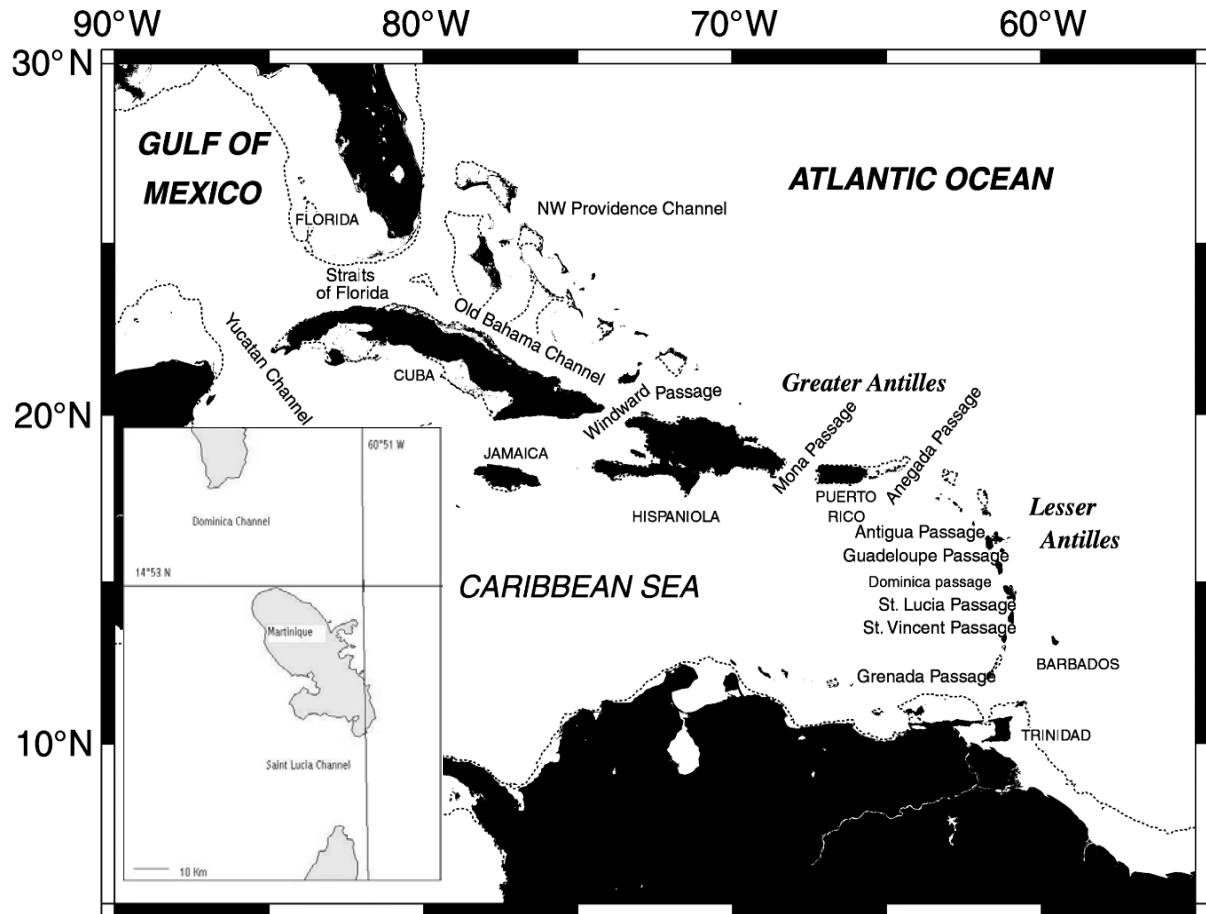 90°W 80°W 70°W 60°W
30°N
GULF OF
MEXICO
ATLANTIC OCEAN
NW Providence Channel
FLORIDA
Straits
of Florida
Old Bahama Channel
Yucatan Channel
CUBA
Windward Passage
Greater Antilles
20°N
Mona Passage
Anegada Passage
JAMAICA
HISPANIOLA
PUERTO
RICO
Lesser
Antilles
Antigua Passage
Guadeloupe Passage
Dominica passage
St. Lucia Passage
St. Vincent Passage
CARIBBEAN SEA
BARBADOS
Grenada Passage
TRINIDAD
10°N
60°51 W
Dominica Channel
14°53 N
Martinique
Saint Lucia Channel
10 Km